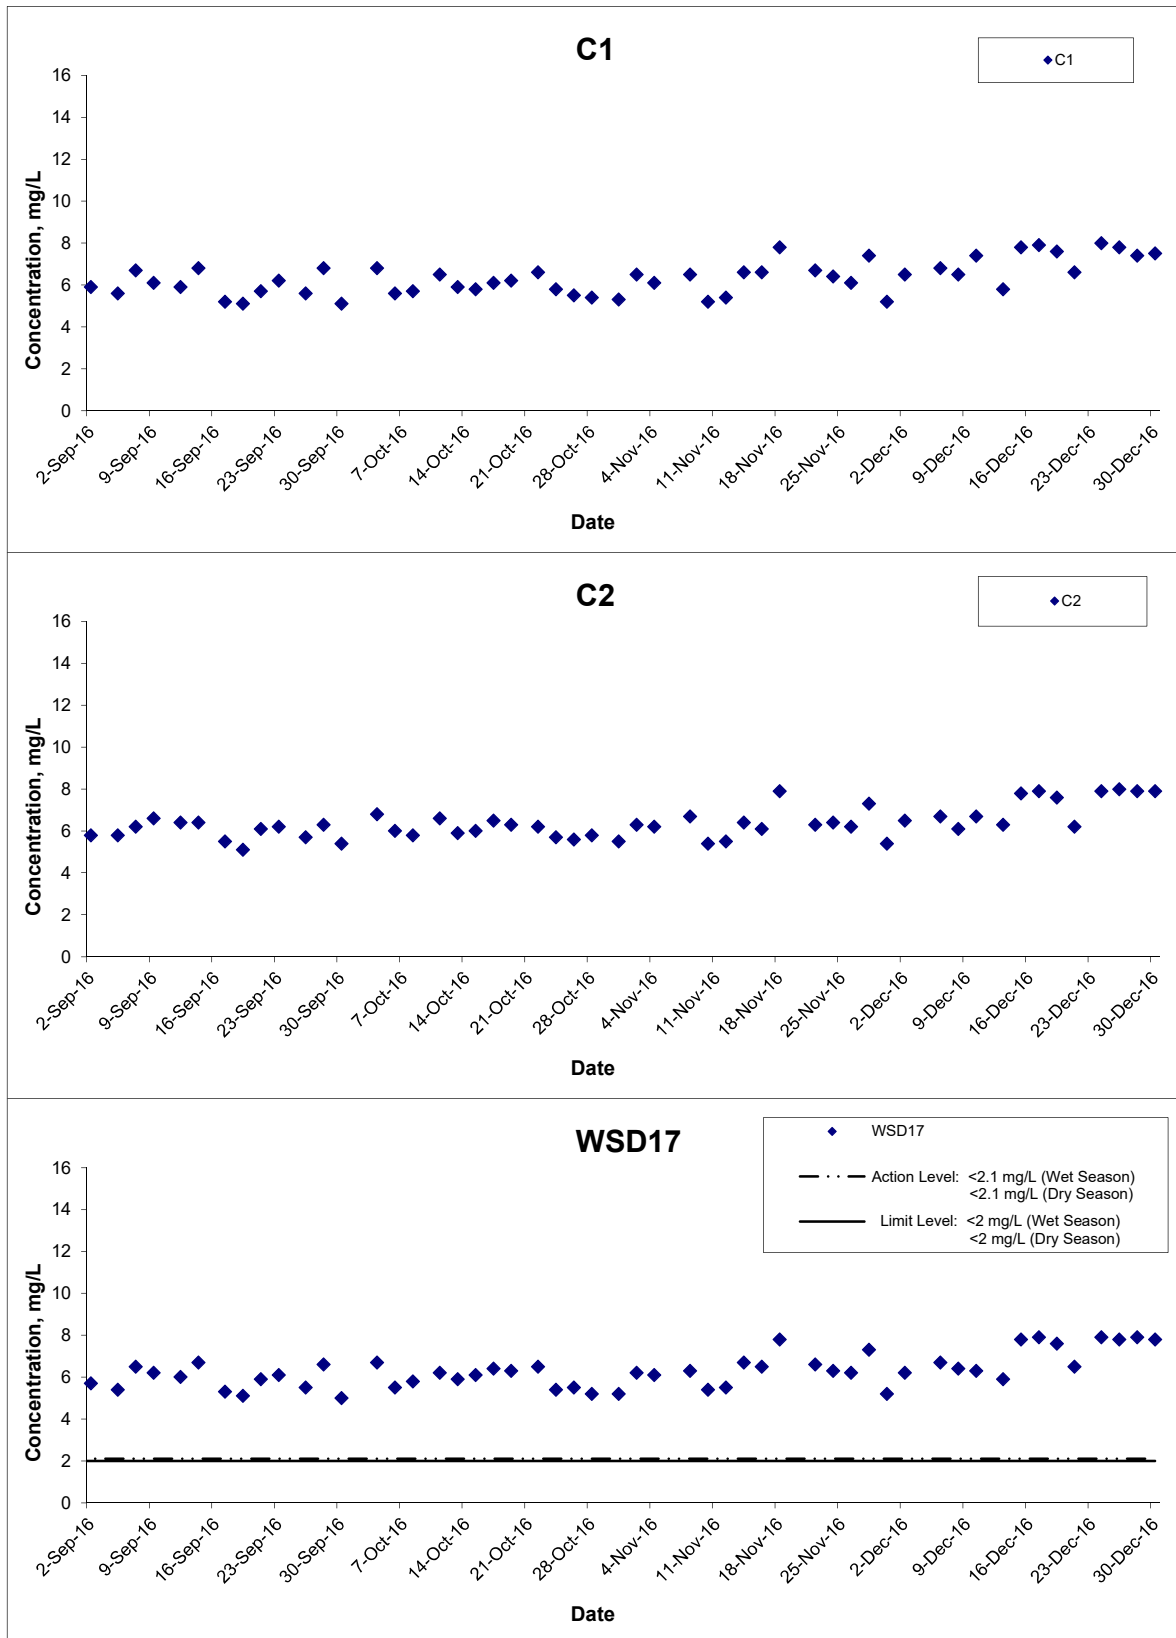 C1
C1
16
14
12
10
8
6
4
2
0
Concentration, mg/L
2-Sep-16
9-Sep-16
16-Sep-16
23-Sep-16
30-Sep-16
7-Oct-16
14-Oct-16
21-Oct-16
28-Oct-16
4-Nov-16
11-Nov-16
18-Nov-16
25-Nov-16
2-Dec-16
9-Dec-16
16-Dec-16
23-Dec-16
30-Dec-16
Date
C2
C2
16
14
12
10
8
6
4
2
0
Concentration, mg/L
2-Sep-16
9-Sep-16
16-Sep-16
23-Sep-16
30-Sep-16
7-Oct-16
14-Oct-16
21-Oct-16
28-Oct-16
4-Nov-16
11-Nov-16
18-Nov-16
25-Nov-16
2-Dec-16
9-Dec-16
16-Dec-16
23-Dec-16
30-Dec-16
Date
WSD17
WSD17
Action Level: <2.1 mg/L (Wet Season)
<2.1 mg/L (Dry Season)
Limit Level: <2 mg/L (Wet Season)
<2 mg/L (Dry Season)
16
14
12
10
8
6
4
2
0
Concentration, mg/L
2-Sep-16
9-Sep-16
16-Sep-16
23-Sep-16
30-Sep-16
7-Oct-16
14-Oct-16
21-Oct-16
28-Oct-16
4-Nov-16
11-Nov-16
18-Nov-16
25-Nov-16
2-Dec-16
9-Dec-16
16-Dec-16
23-Dec-16
30-Dec-16
Date